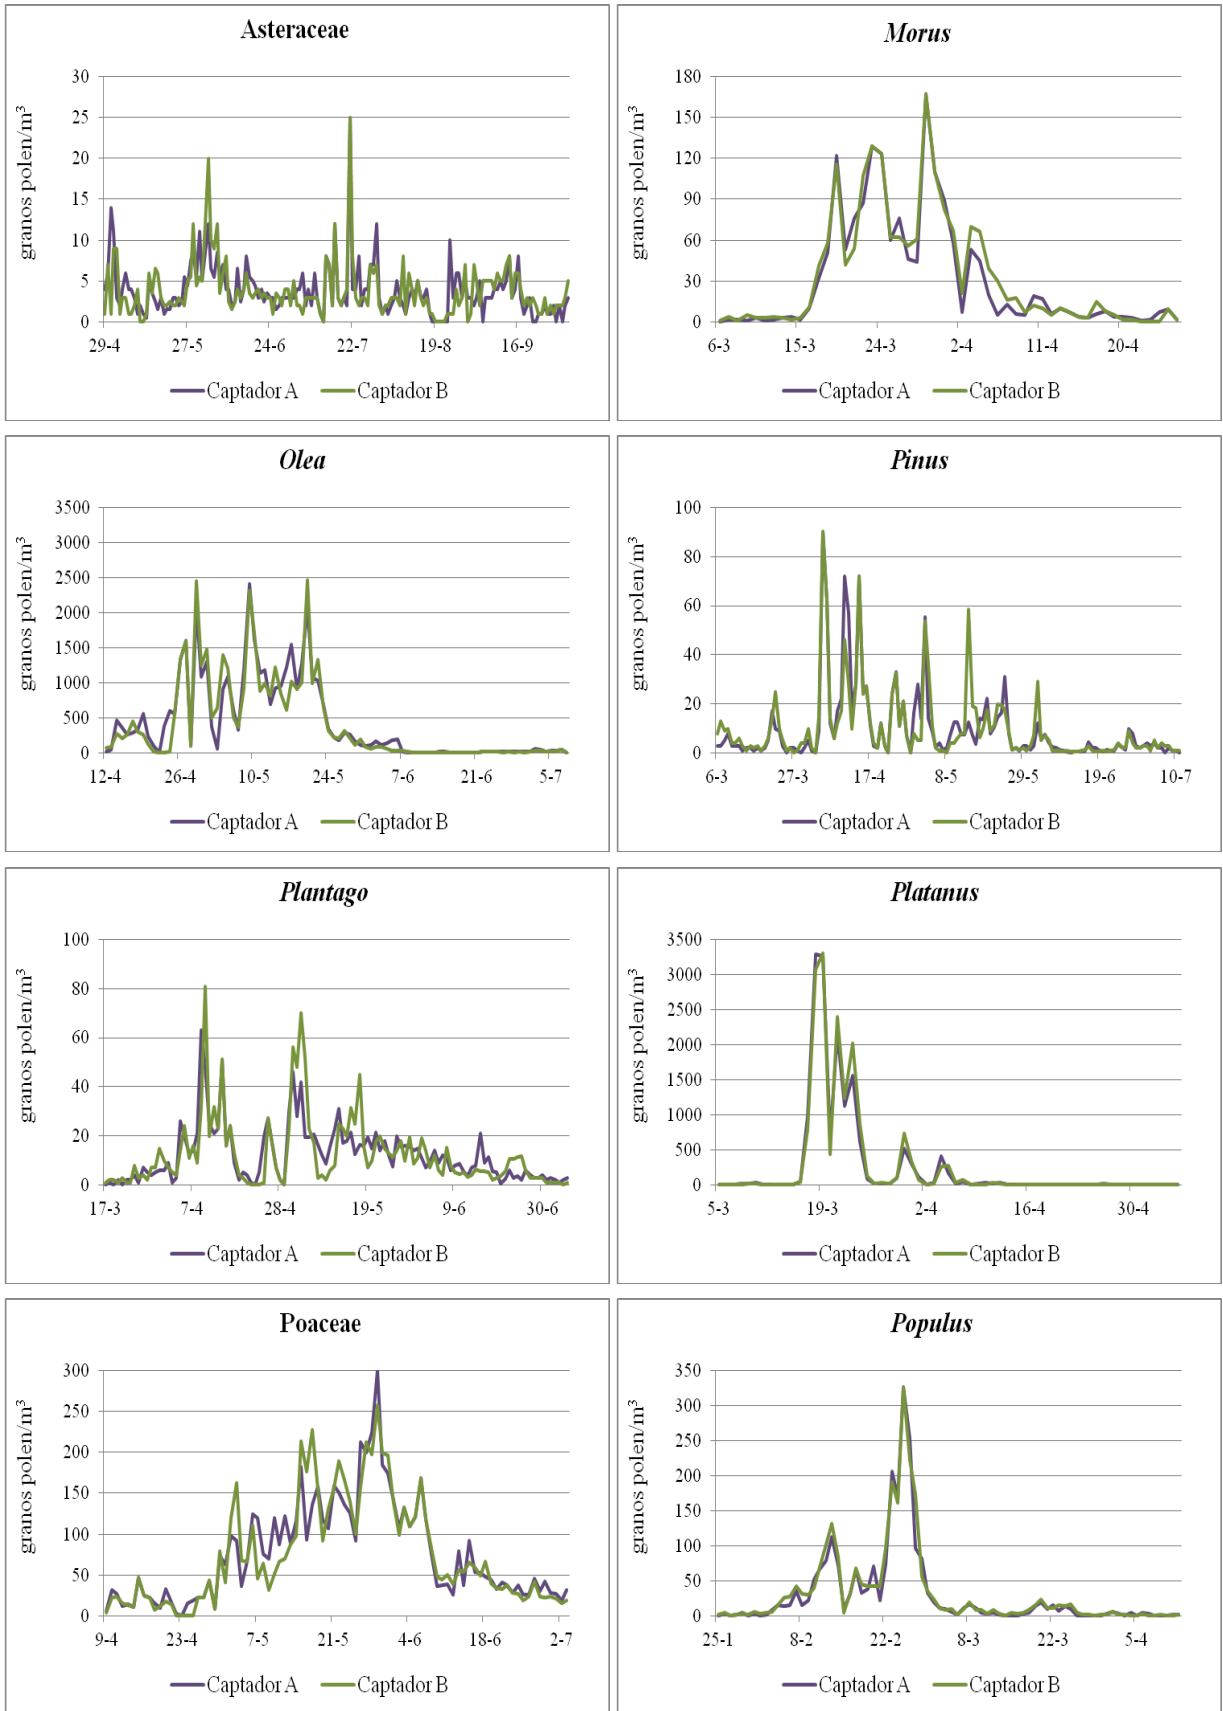 Asteraceae
granos polen/m³
30
25
20
15
10
5
0
29-4 27-5 24-6 22-7 19-8 16-9
Captador A Captador B
Morus
granos polen/m³
180
150
120
90
60
30
0
6-3 15-3 24-3 2-4 11-4 20-4
Captador A Captador B
Olea
granos polen/m³
3500
3000
2500
2000
1500
1000
500
0
12-4 26-4 10-5 24-5 7-6 21-6 5-7
Captador A Captador B
Pinus
granos polen/m³
100
80
60
40
20
0
6-3 27-3 17-4 8-5 29-5 19-6 10-7
Captador A Captador B
Plantago
granos polen/m³
100
80
60
40
20
0
17-3 7-4 28-4 19-5 9-6 30-6
Captador A Captador B
Platanus
granos polen/m³
3500
3000
2500
2000
1500
1000
500
0
5-3 19-3 2-4 16-4 30-4
Captador A Captador B
Poaceae
granos polen/m³
300
250
200
150
100
50
0
9-4 23-4 7-5 21-5 4-6 18-6 2-7
Captador A Captador B
Populus
granos polen/m³
350
300
250
200
150
100
50
0
25-1 8-2 22-2 8-3 22-3 5-4
Captador A Captador B